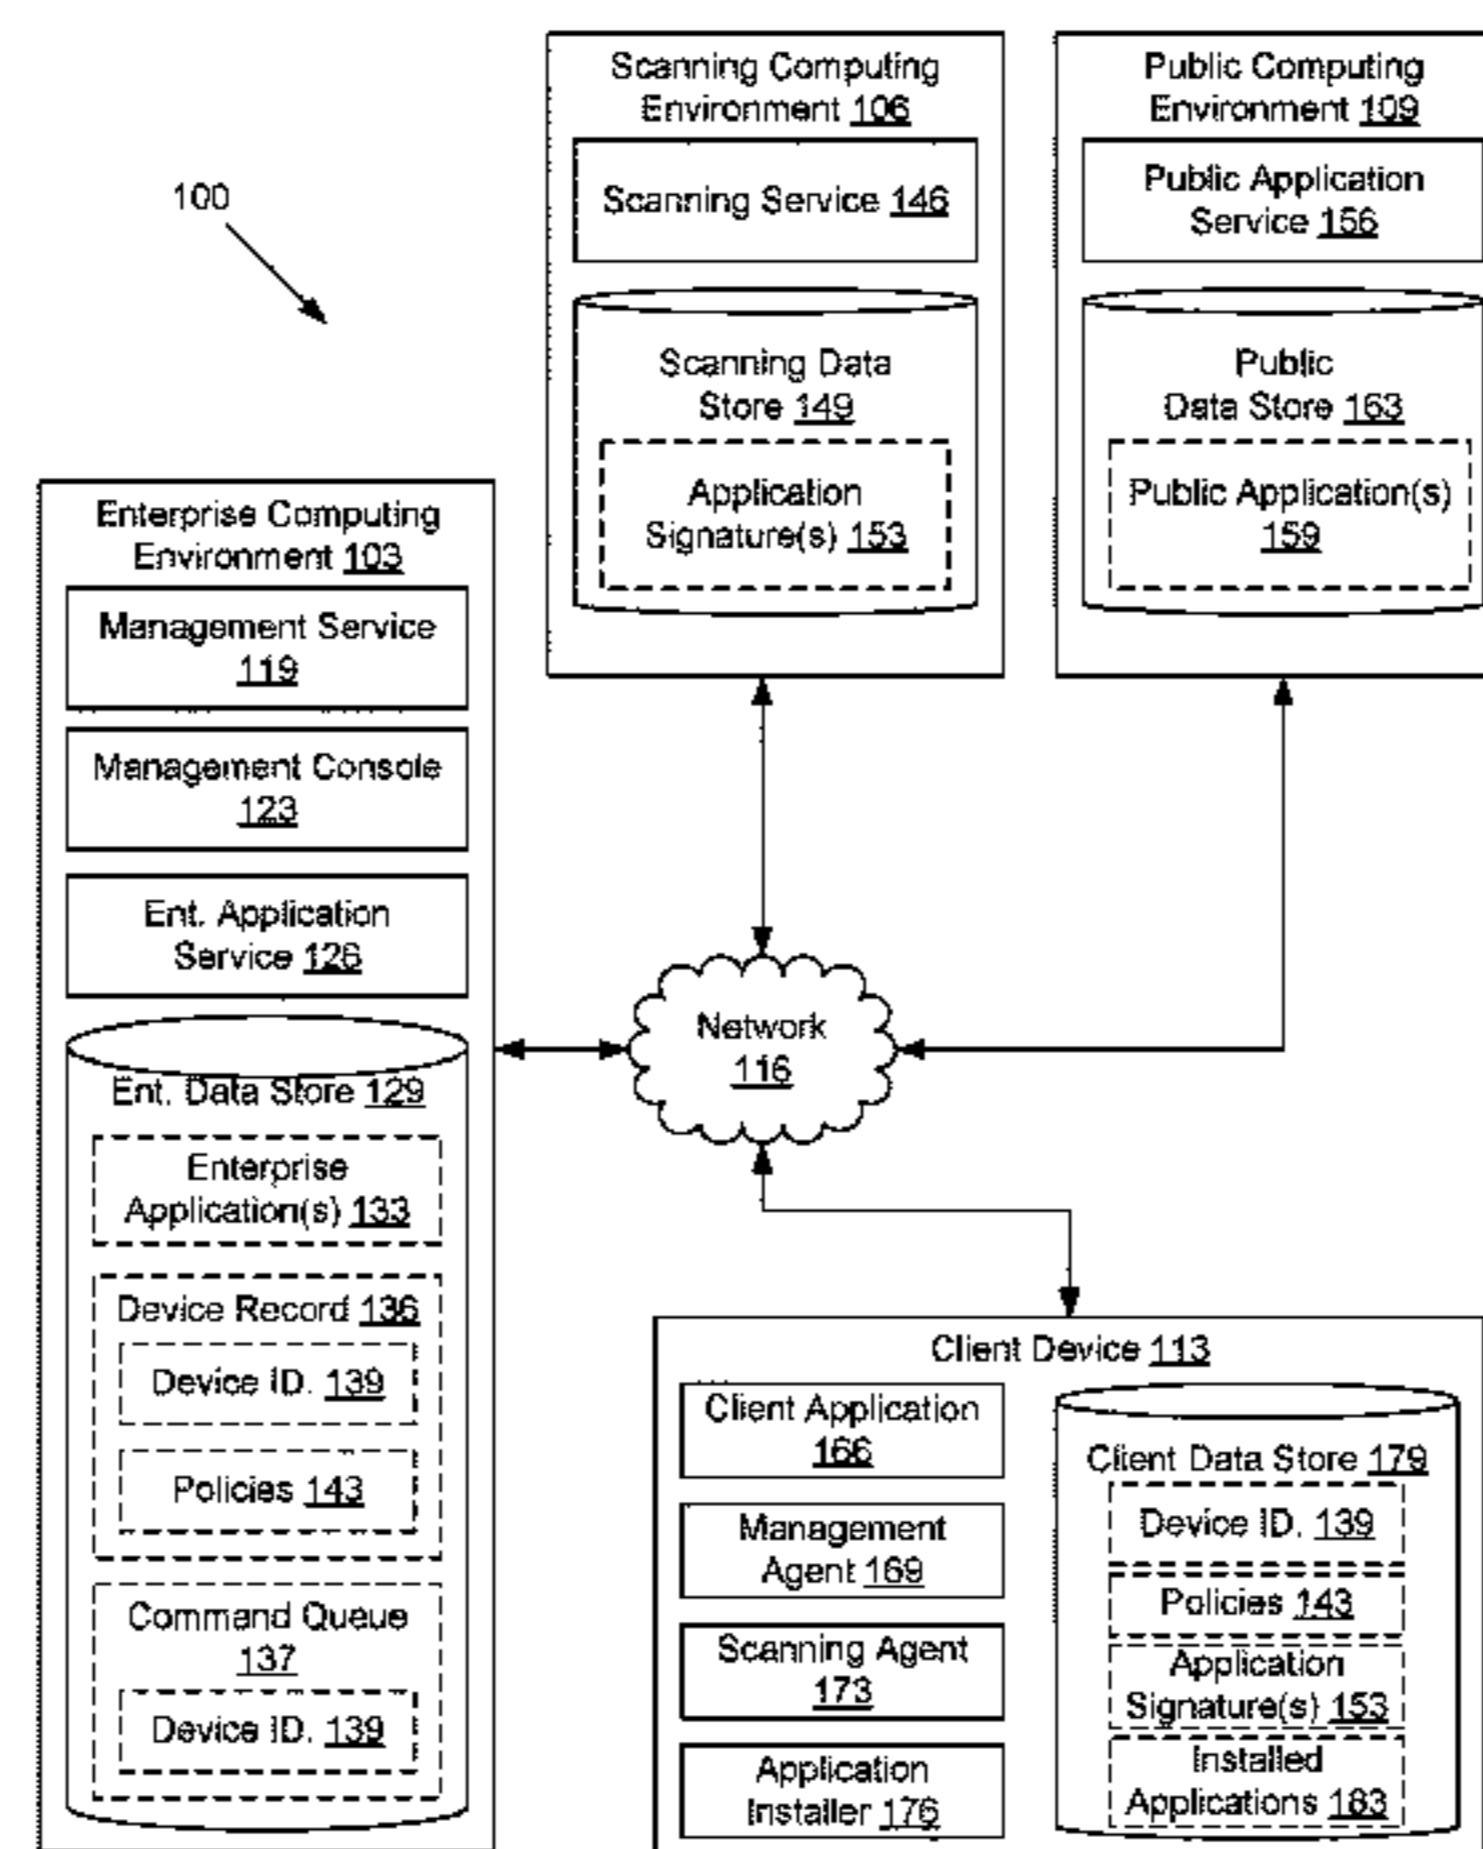 100
Scanning Computing
Environment 106
Scanning Service 146
Scanning Data
Store 149
Application
Signature(s) 153
Public Computing
Environment 109
Public Application
Service 156
Public
Data Store 163
Public Application(s)
159
Enterprise Computing
Environment 103
Management Service
119
Management Console
123
Ent. Application
Service 126
Ent. Data Store 129
Enterprise
Application(s) 133
Device Record 136
Device ID. 139
Policies 143
Command Queue
137
Device ID. 139
Network
116
Client Device 113
Client Application
166
Management
Agent 169
Scanning Agent
173
Application
Installer 176
Client Data Store 179
Device ID. 139
Policies 143
Application
Signature(s) 153
Installed
Applications 183